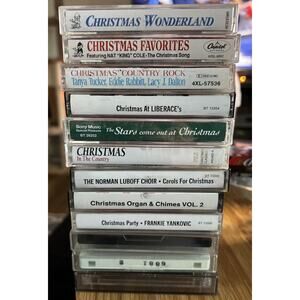 CHRISTMAS WONDERLAND
CHRISTMAS FAVORITES
Featuring NAT "KING" COLE-The Christmas Song
Capitol
CHRISTMAS COUNTRY ROCK
Tanya Tucker, Eddie Rabbitt, Lacy J. Dalton
4XL-57536
Christmas At LIBERACE's
Sony Music
The Stars come out at Christmas
CHRISTMAS
In The Country
THE NORMAN LUBOFF CHOIR • Carols For Christmas
Christmas Organ & Chimes VOL. 2
Christmas Party - FRANKIE YANKOVIC